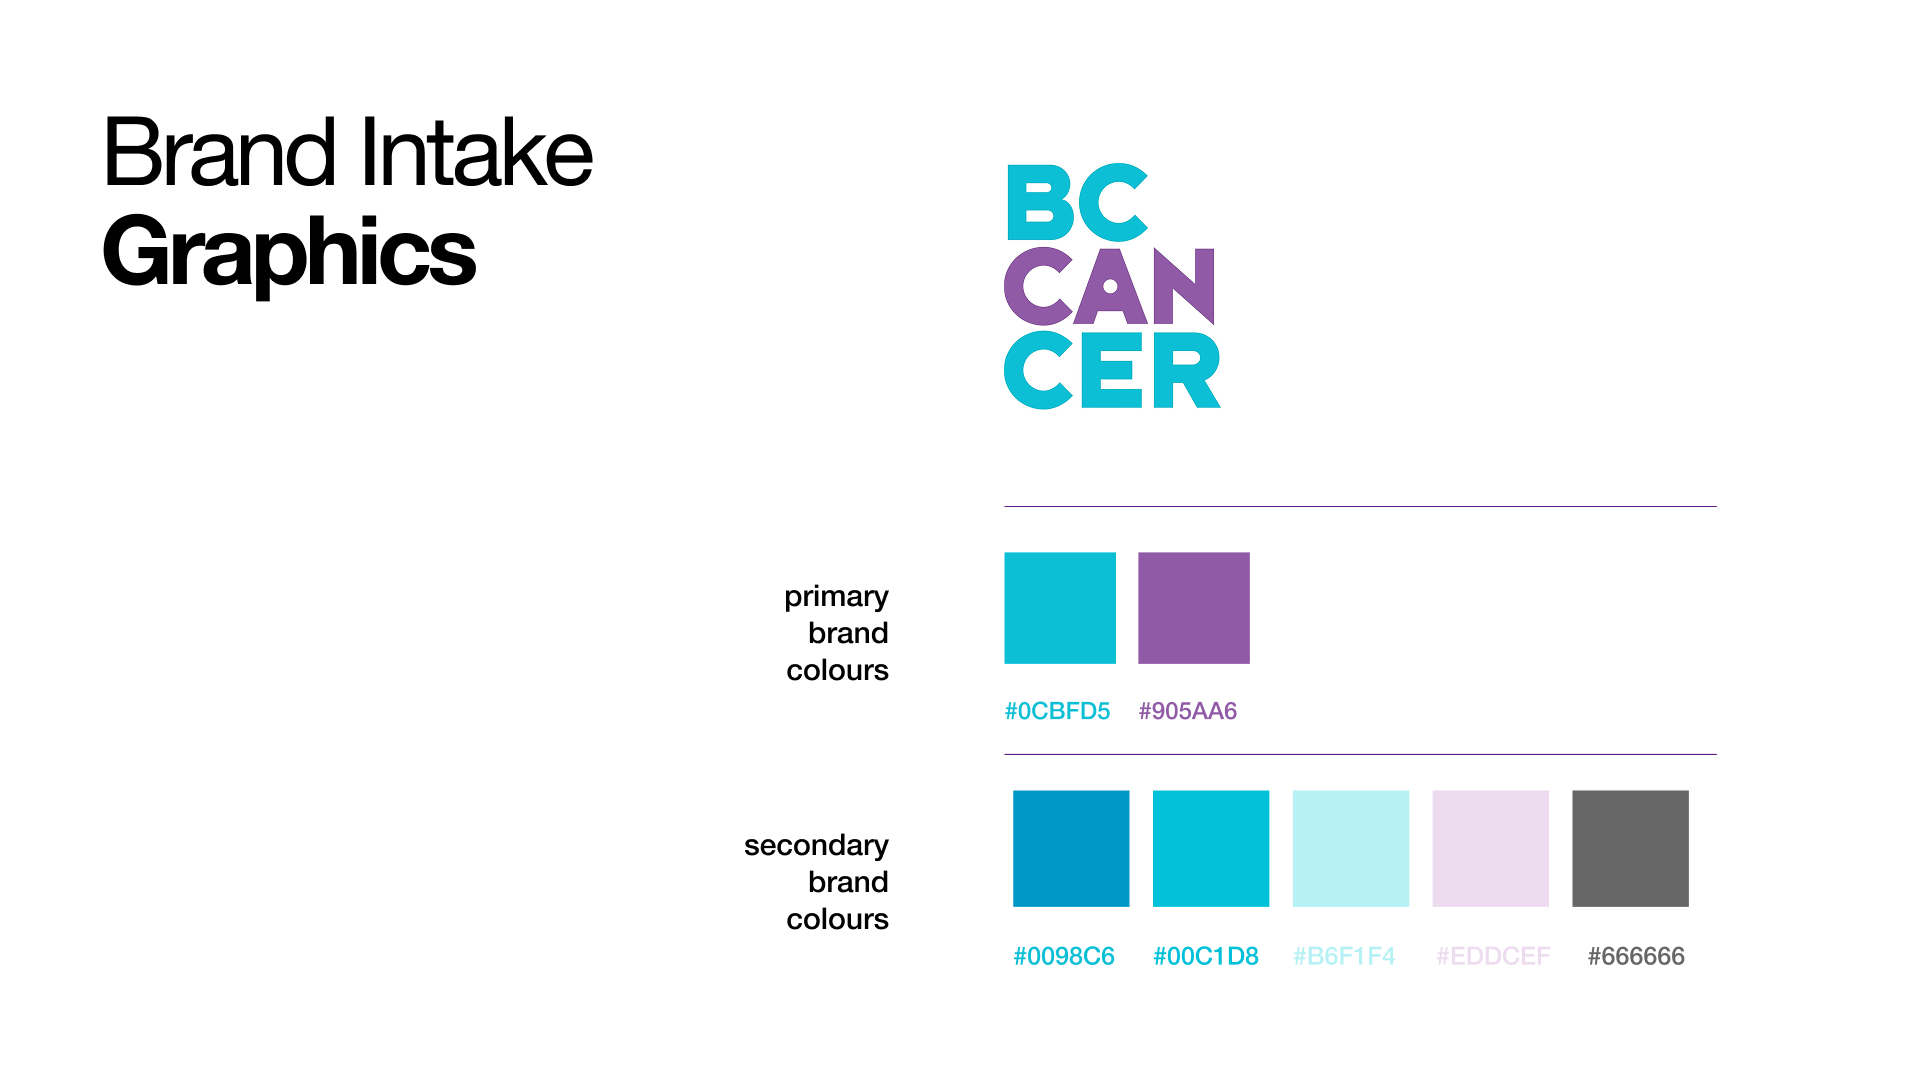 Brand Intake
Graphics
BC
CAN
CER
primary
brand
colours
#0CBFD5 #905AA6
secondary
brand
colours
#0098C6 #00C1D8 #B6F1F4 #EDDCEF #666666